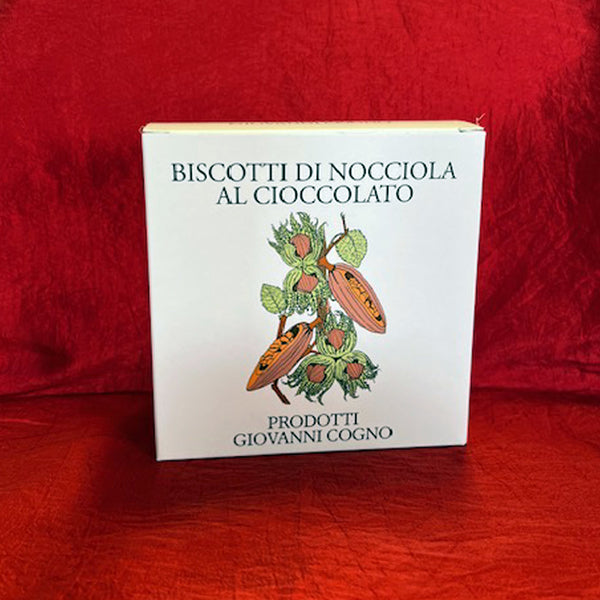 BISCOTTI DI NOCCIOLA
AL CIOCCOLATO
PRODOTTI
GIOVANNI COGNO